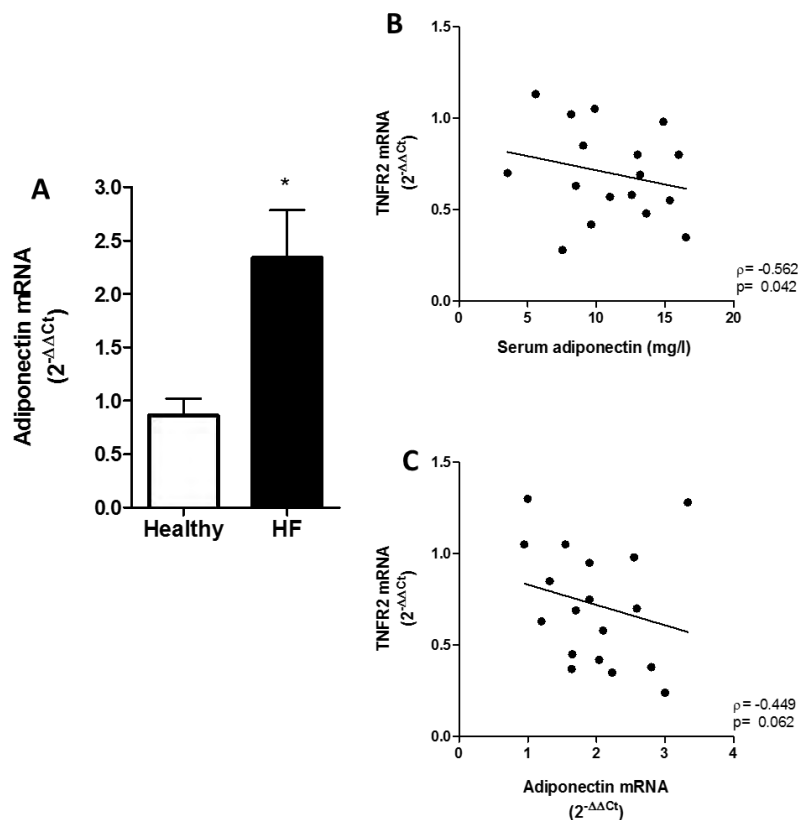 A
Adiponectin mRNA
(2-ΔΔCt)
3.0
2.5
2.0
1.5
1.0
0.5
0.0
*
Healthy HF
B
TNFR2 mRNA
(2-ΔΔCt)
1.5
1.0
0.5
0.0
0 5 10 15 20
Serum adiponectin (mg/l)
ρ= -0.562
p= 0.042
C
TNFR2 mRNA
(2-ΔΔCt)
1.5
1.0
0.5
0.0
0 1 2 3 4
Adiponectin mRNA
(2-ΔΔCt)
ρ= -0.449
p= 0.062